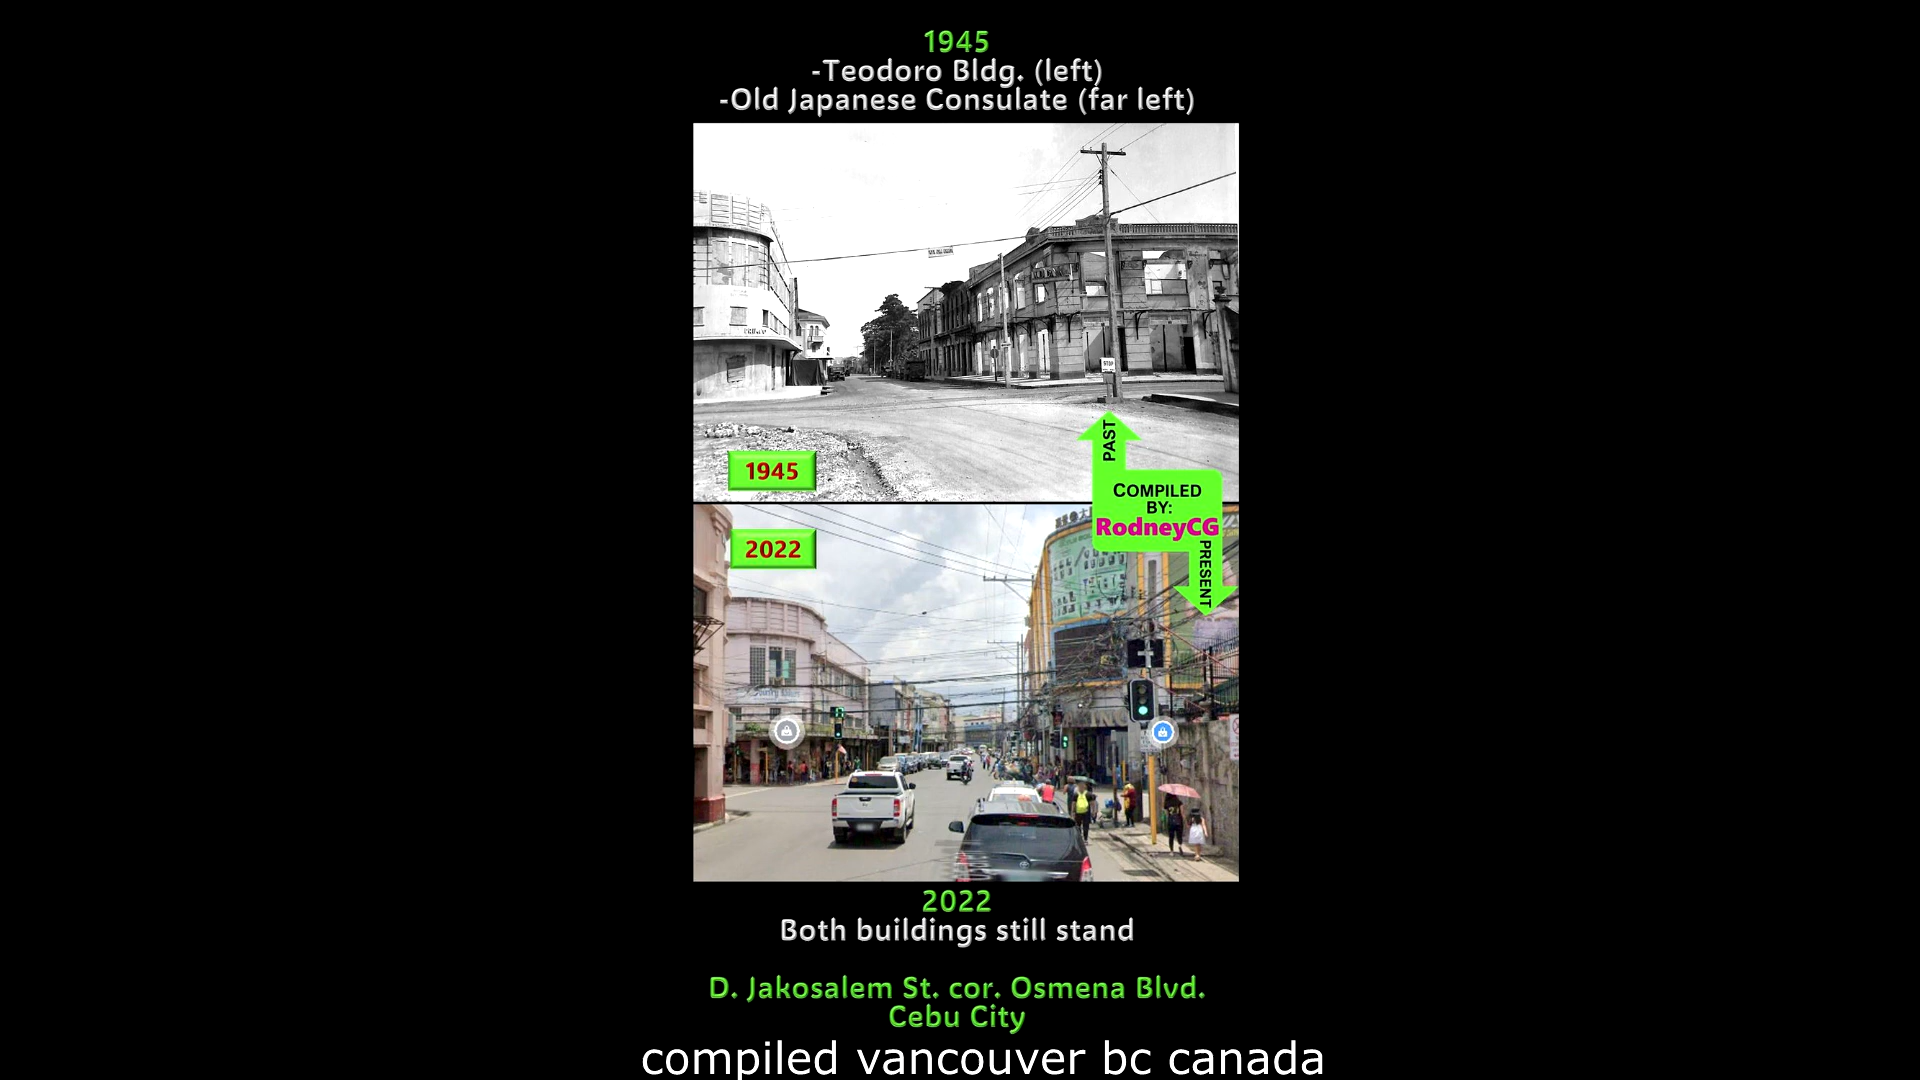 1945
-Teodoro Bldg. (left)
-Old Japanese Consulate (far left)
STOP
1945
PAST
COMPILED
BY:
RodneyCG
PRESENT
2022
2022
Both buildings still stand
D. Jakosalem St. cor. Osmena Blvd.
Cebu City
compiled vancouver bc canada